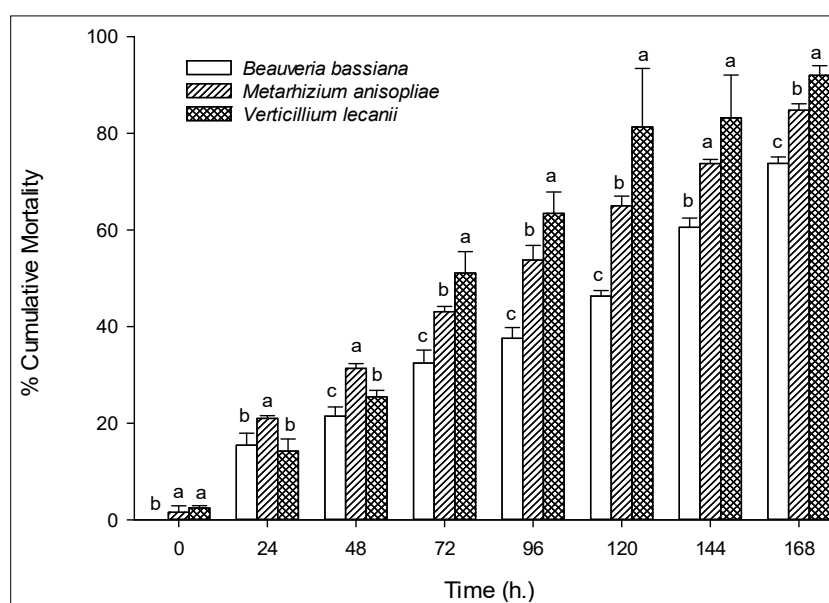 100
80
60
40
20
0
% Cumulative Mortality
Beauveria bassiana
Metarhizium anisopliae
Verticillium lecanii
b a a
b a b
c a b
c b a
c b a
c b a
b a a
c b a
0 24 48 72 96 120 144 168
Time (h.)